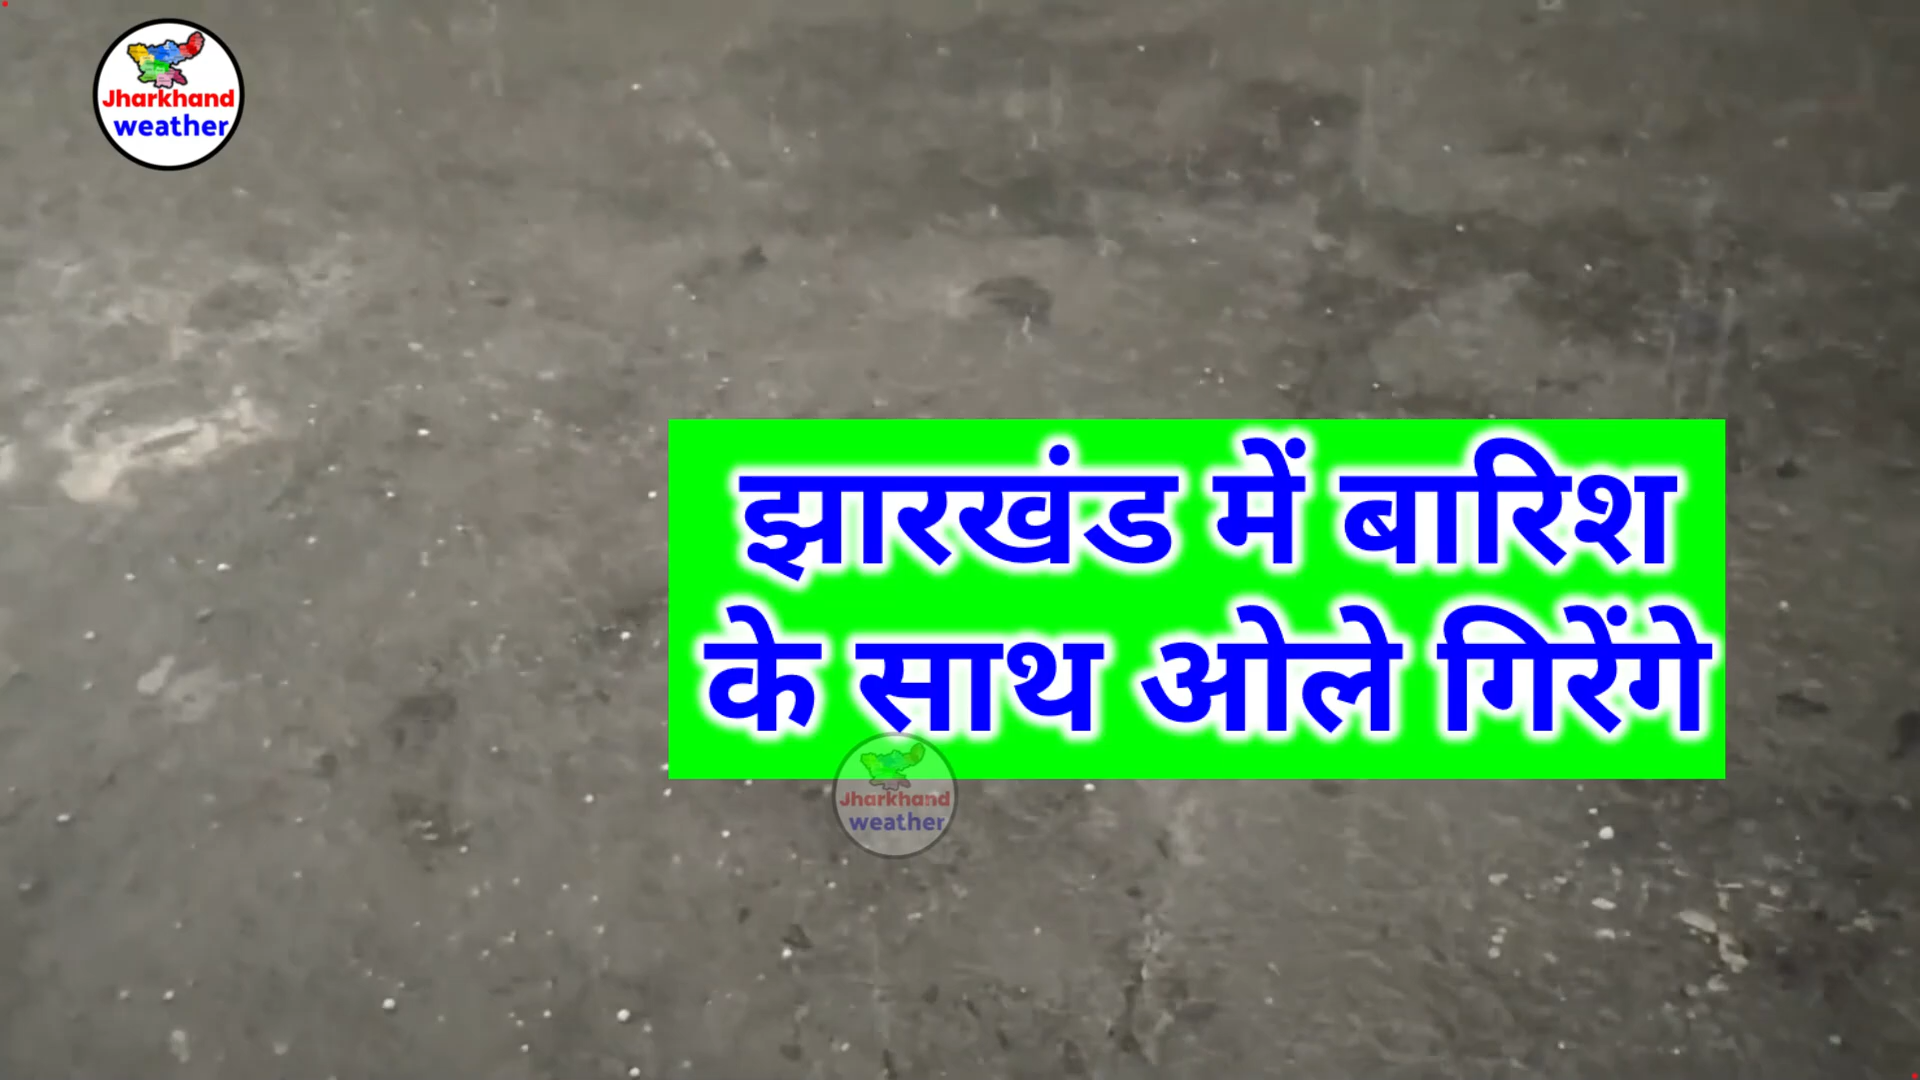 Jharkhand
weather
झारखंड में बारिश
के साथ ओले गिरेंगे
Jharkhand
weather